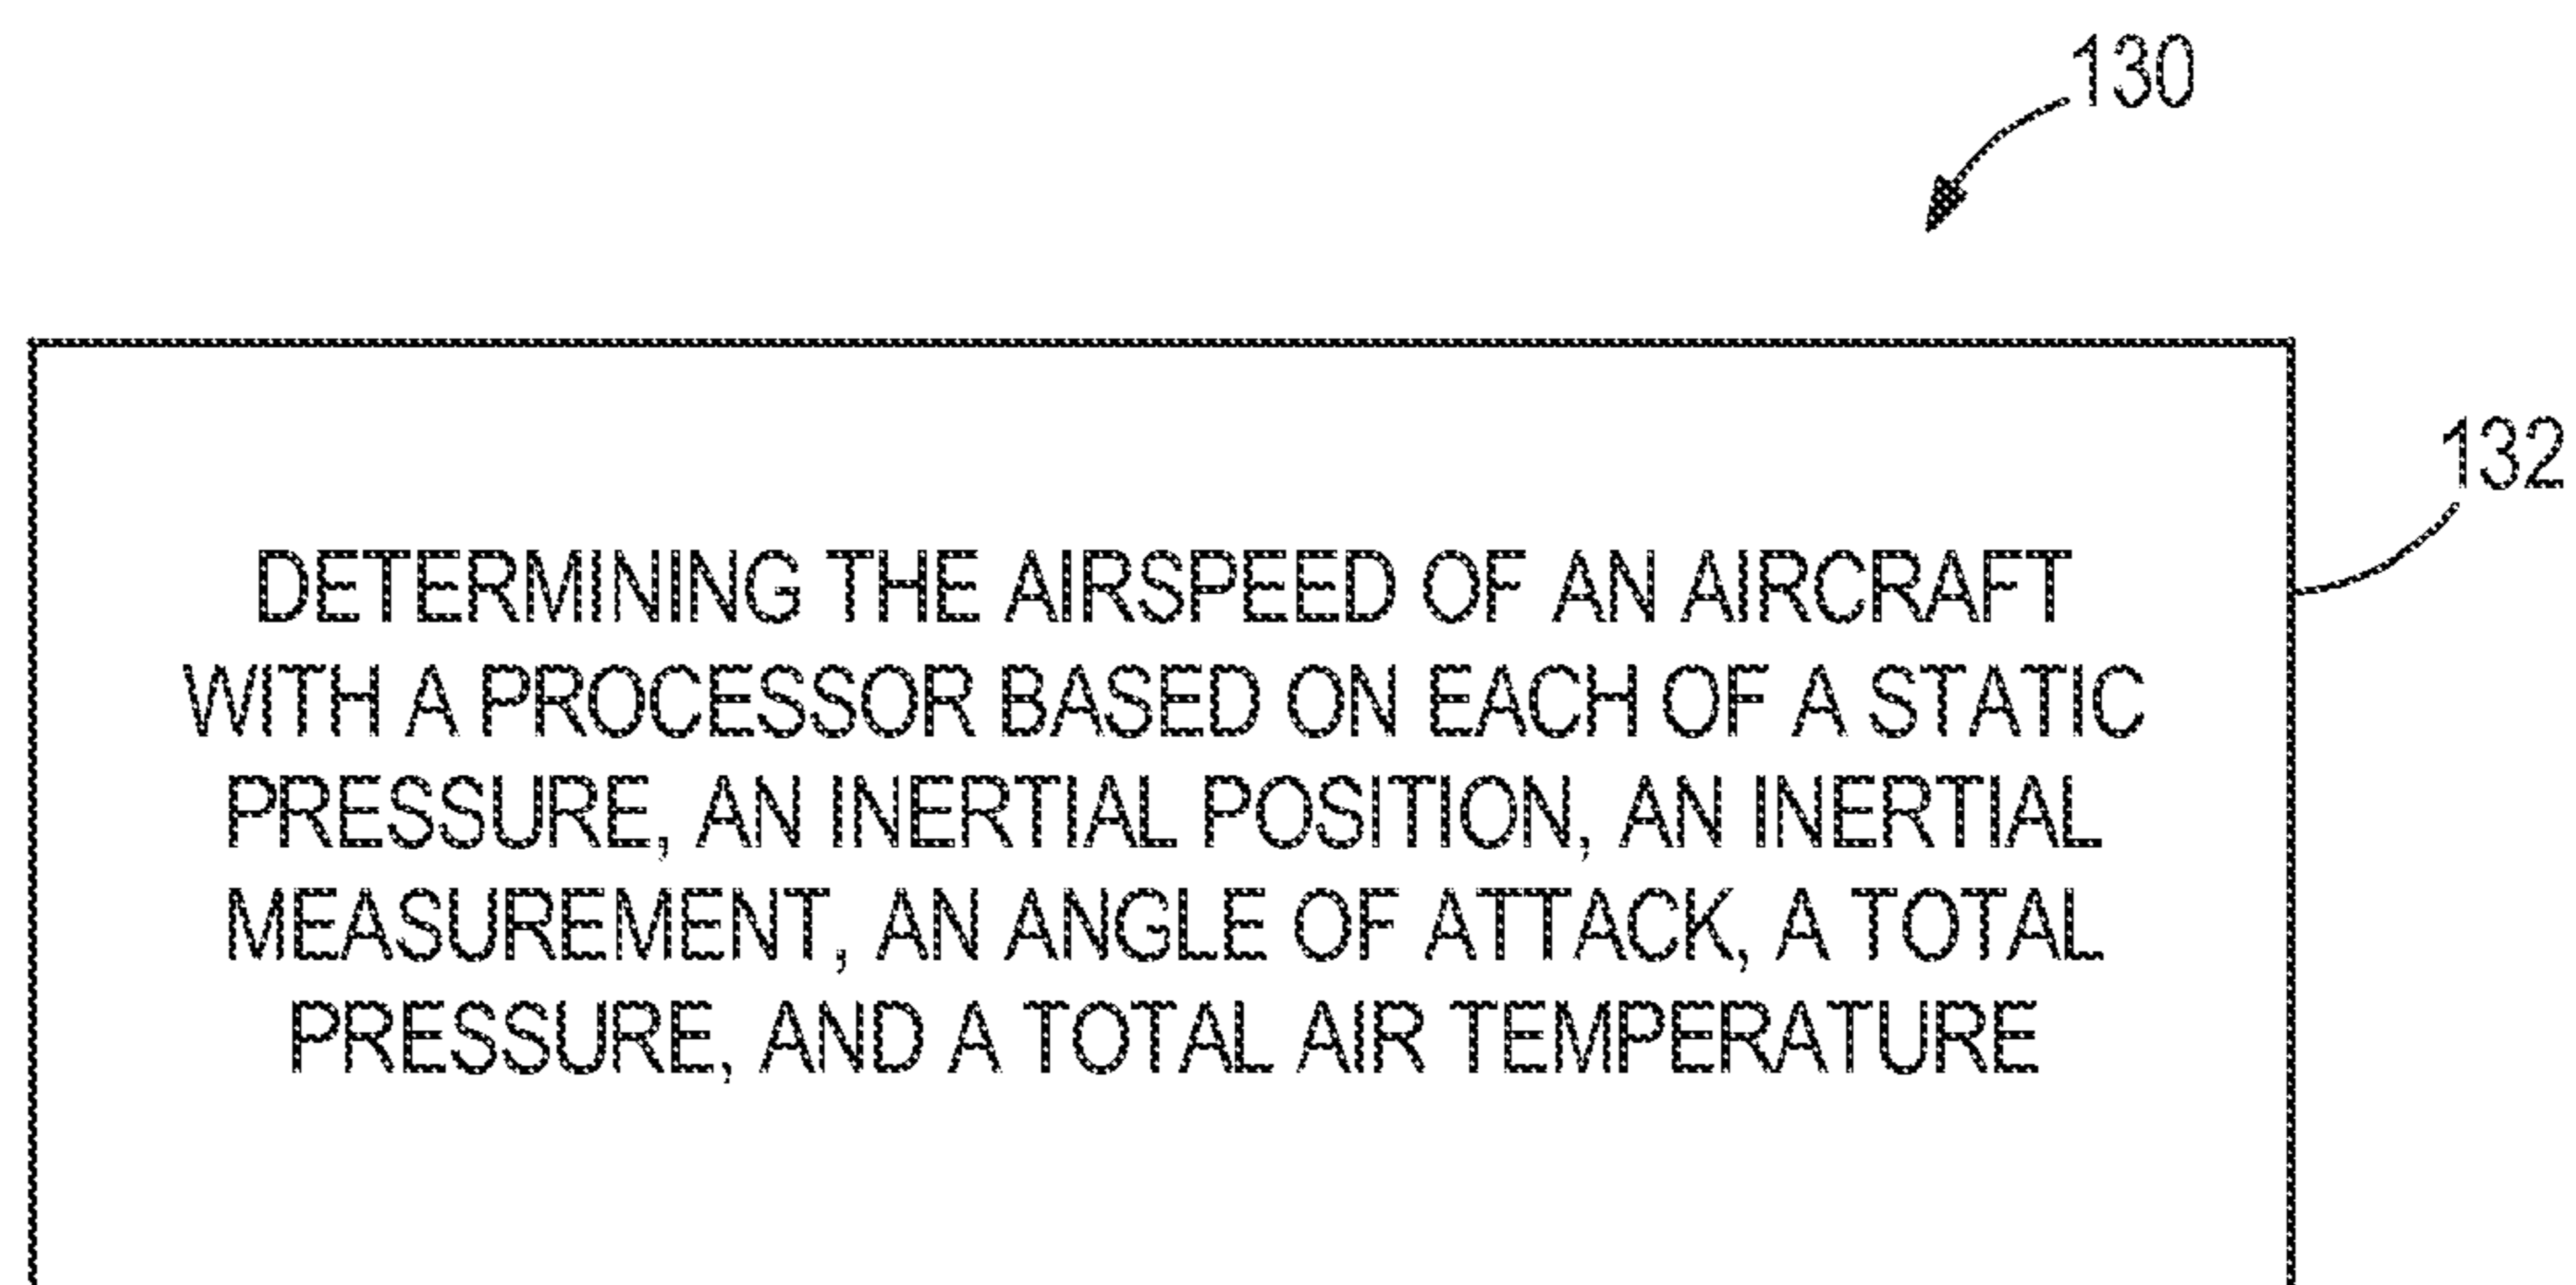 130
132
DETERMINING THE AIRSPEED OF AN AIRCRAFT
WITH A PROCESSOR BASED ON EACH OF A STATIC
PRESSURE, AN INERTIAL POSITION, AN INERTIAL
MEASUREMENT, AN ANGLE OF ATTACK, A TOTAL
PRESSURE, AND A TOTAL AIR TEMPERATURE